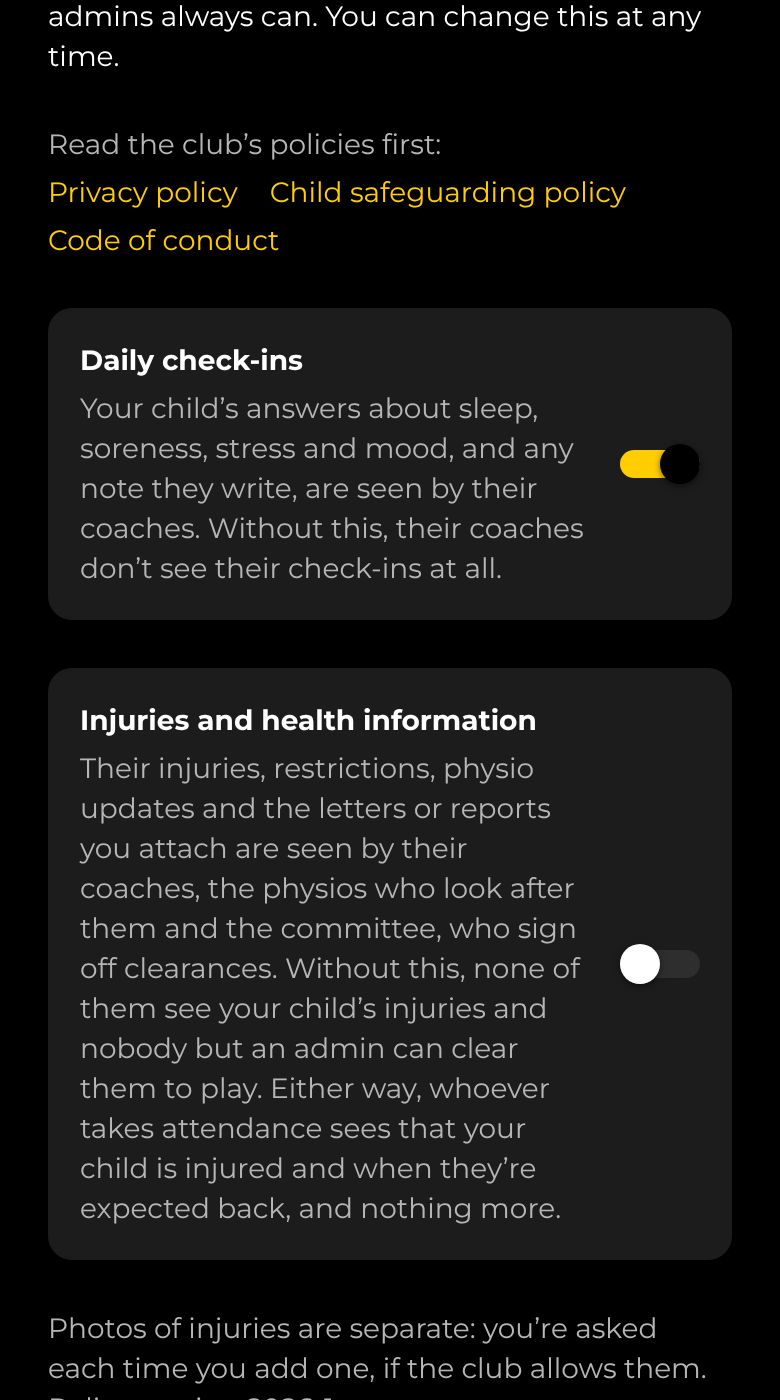 admins always can. You can change this at any
time.
Read the club’s policies first:
Privacy policy Child safeguarding policy
Code of conduct
Daily check-ins
Your child’s answers about sleep,
soreness, stress and mood, and any
note they write, are seen by their
coaches. Without this, their coaches
don’t see their check-ins at all.
Injuries and health information
Their injuries, restrictions, physio
updates and the letters or reports
you attach are seen by their
coaches, the physios who look after
them and the committee, who sign
off clearances. Without this, none of
them see your child’s injuries and
nobody but an admin can clear
them to play. Either way, whoever
takes attendance sees that your
child is injured and when they’re
expected back, and nothing more.
Photos of injuries are separate: you’re asked
each time you add one, if the club allows them.